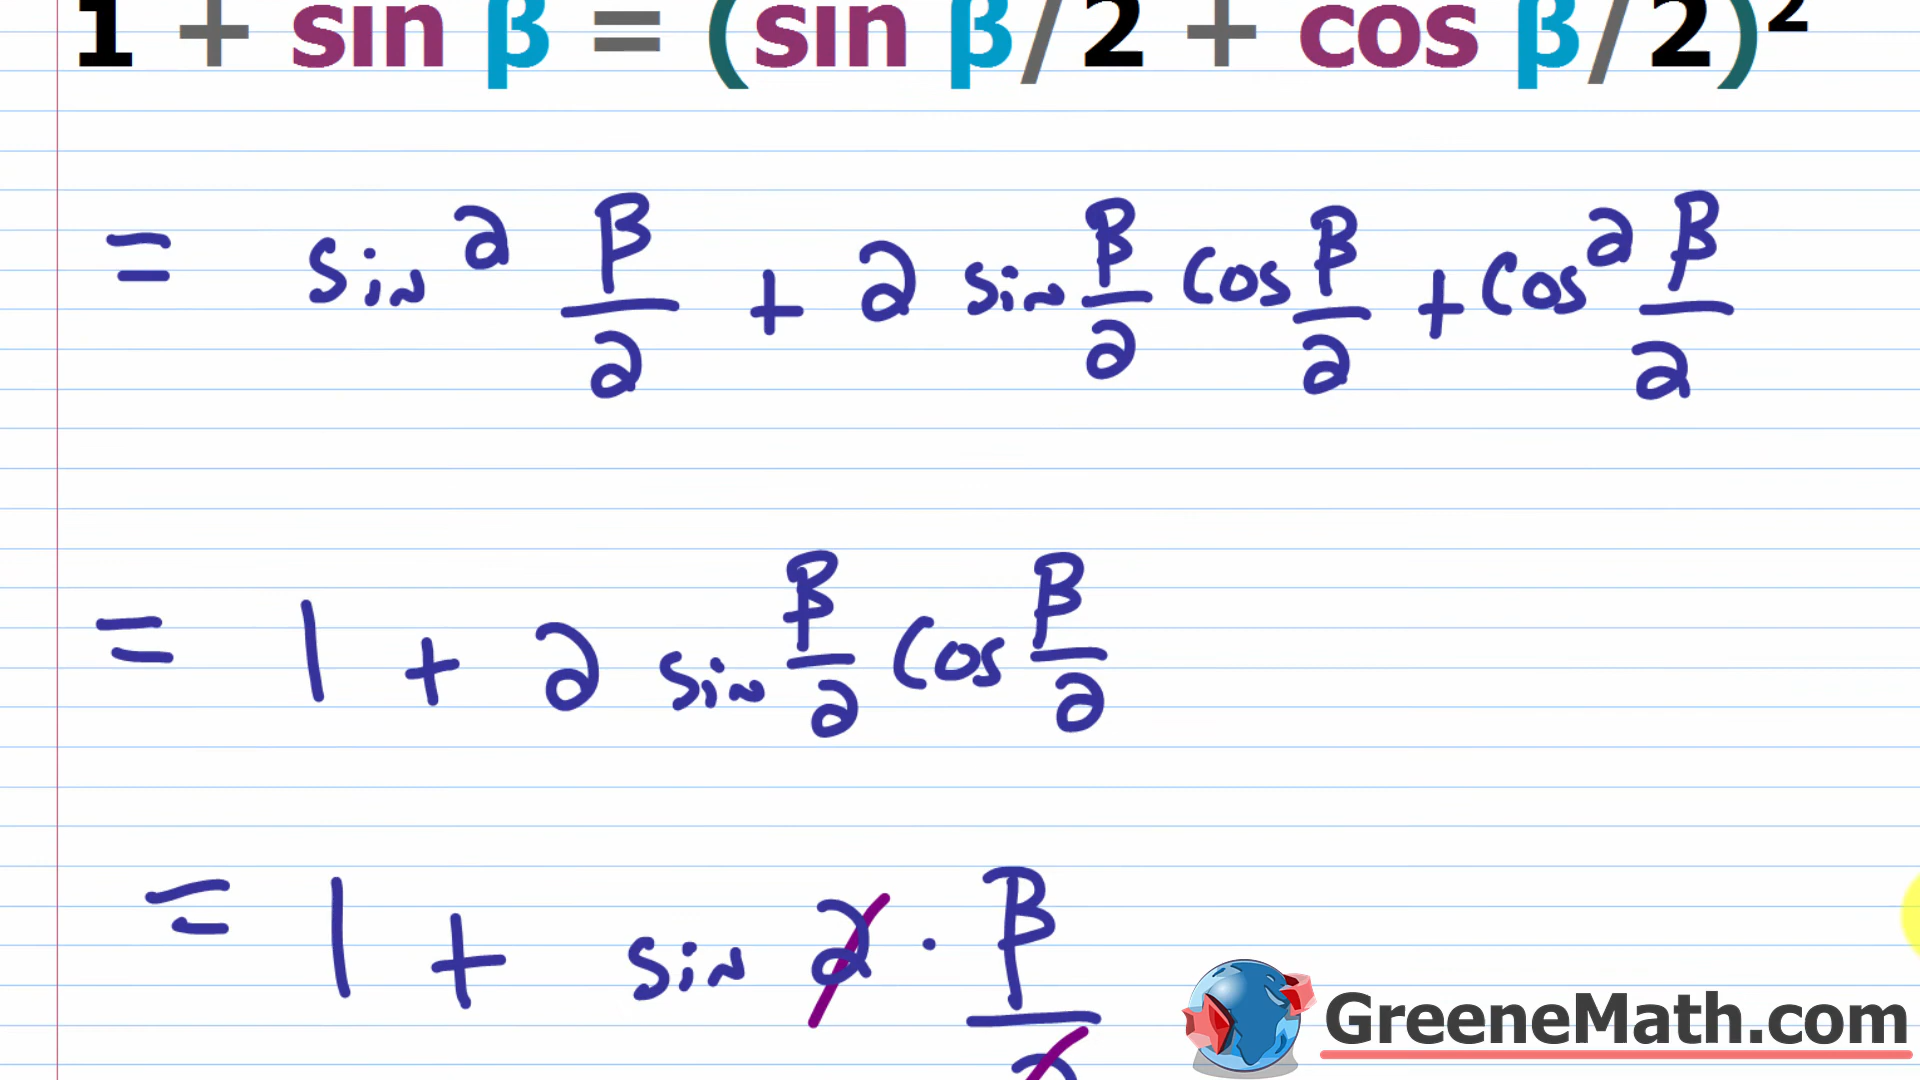 1 + sin β = (sin β/2 + cos β/2)²
= sin² β/2 + 2 sin β/2 cos β/2 + cos² β/2
= 1 + 2 sin β/2 cos β/2
= 1 + sin 2 · β/2
GreeneMath.com